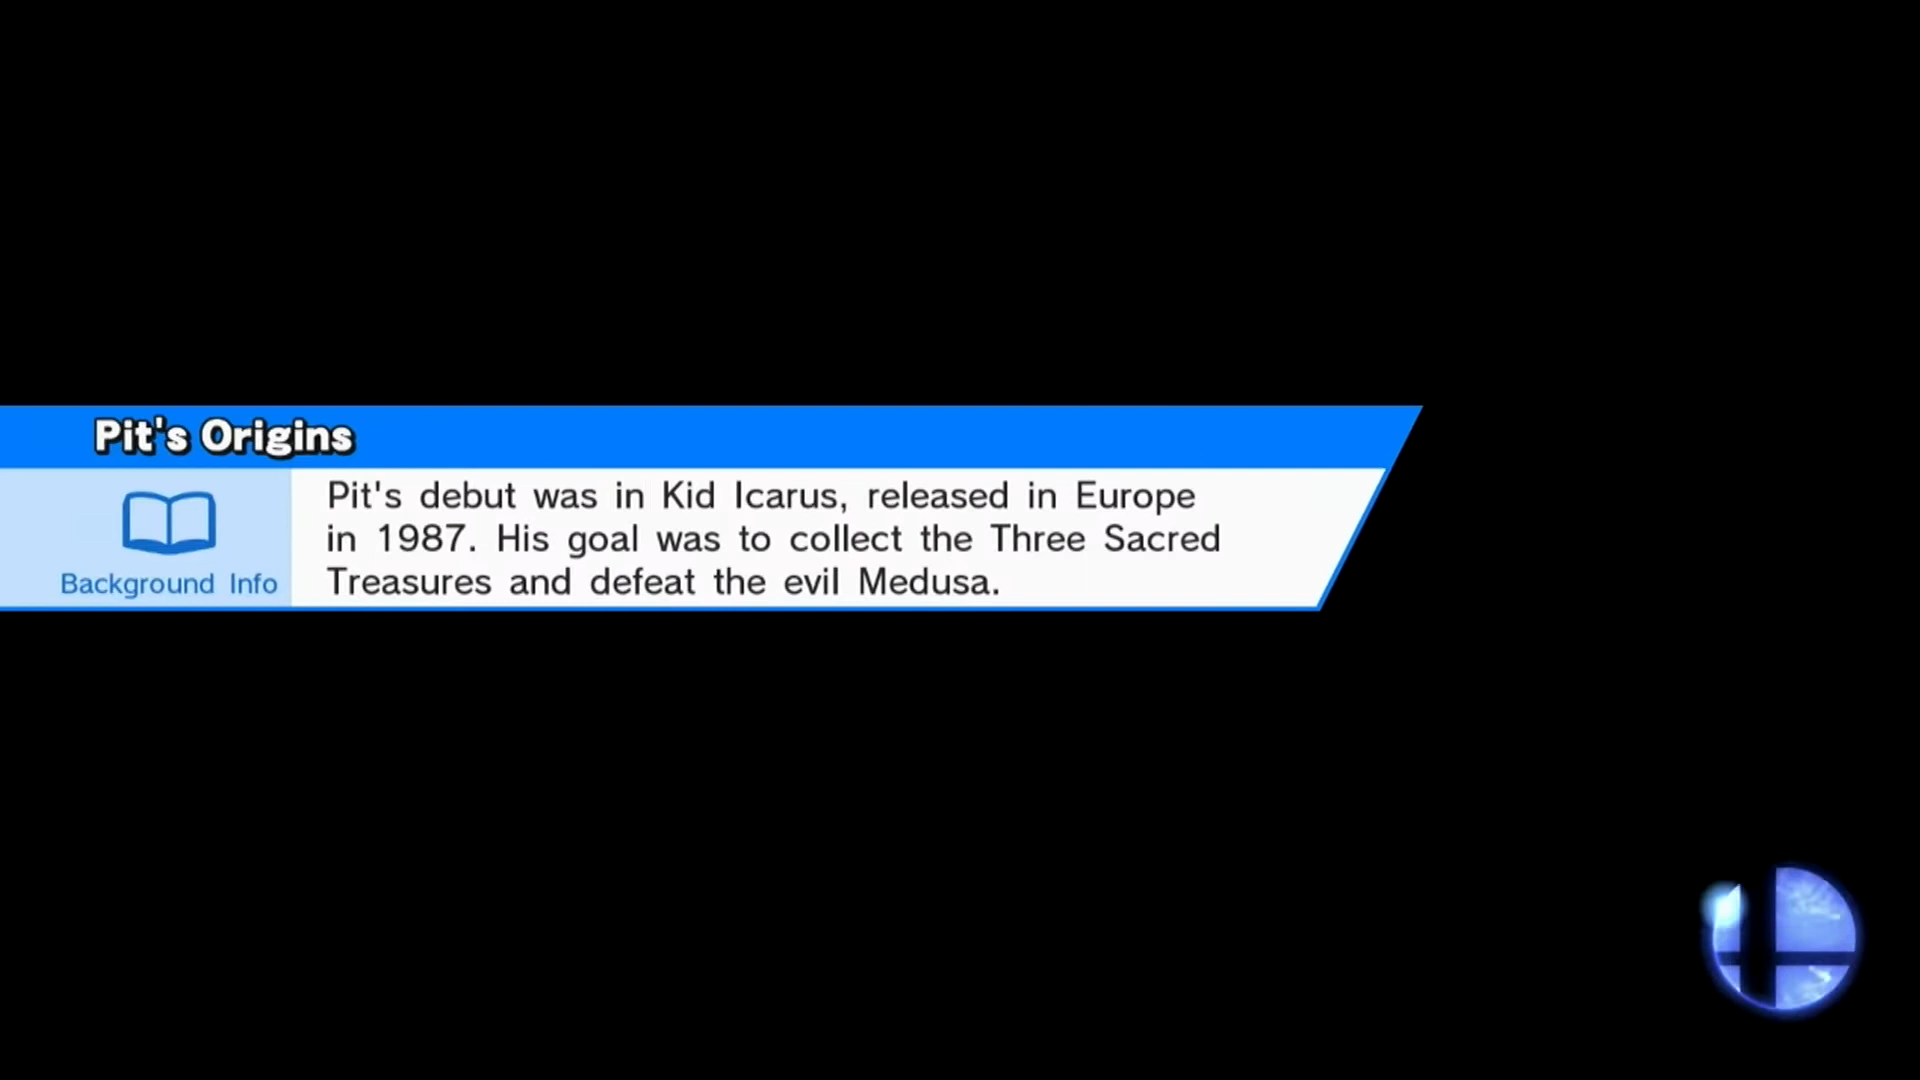 Pit's Origins
Background Info
Pit's debut was in Kid Icarus, released in Europe
in 1987. His goal was to collect the Three Sacred
Treasures and defeat the evil Medusa.